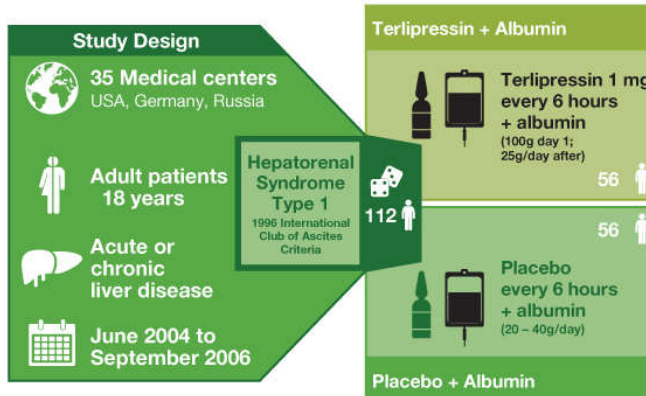 Study Design
35 Medical centers
USA, Germany, Russia
Adult patients
18 years
Acute or
chronic
liver disease
June 2004 to
September 2006
Hepatorenal
Syndrome
Type 1
1996 International
Club of Ascites
Criteria
112
Terlipressin + Albumin
Terlipressin 1 mg
every 6 hours
+ albumin
(100g day 1;
25g/day after)
56
56
Placebo
every 6 hours
+ albumin
(20 – 40g/day)
Placebo + Albumin